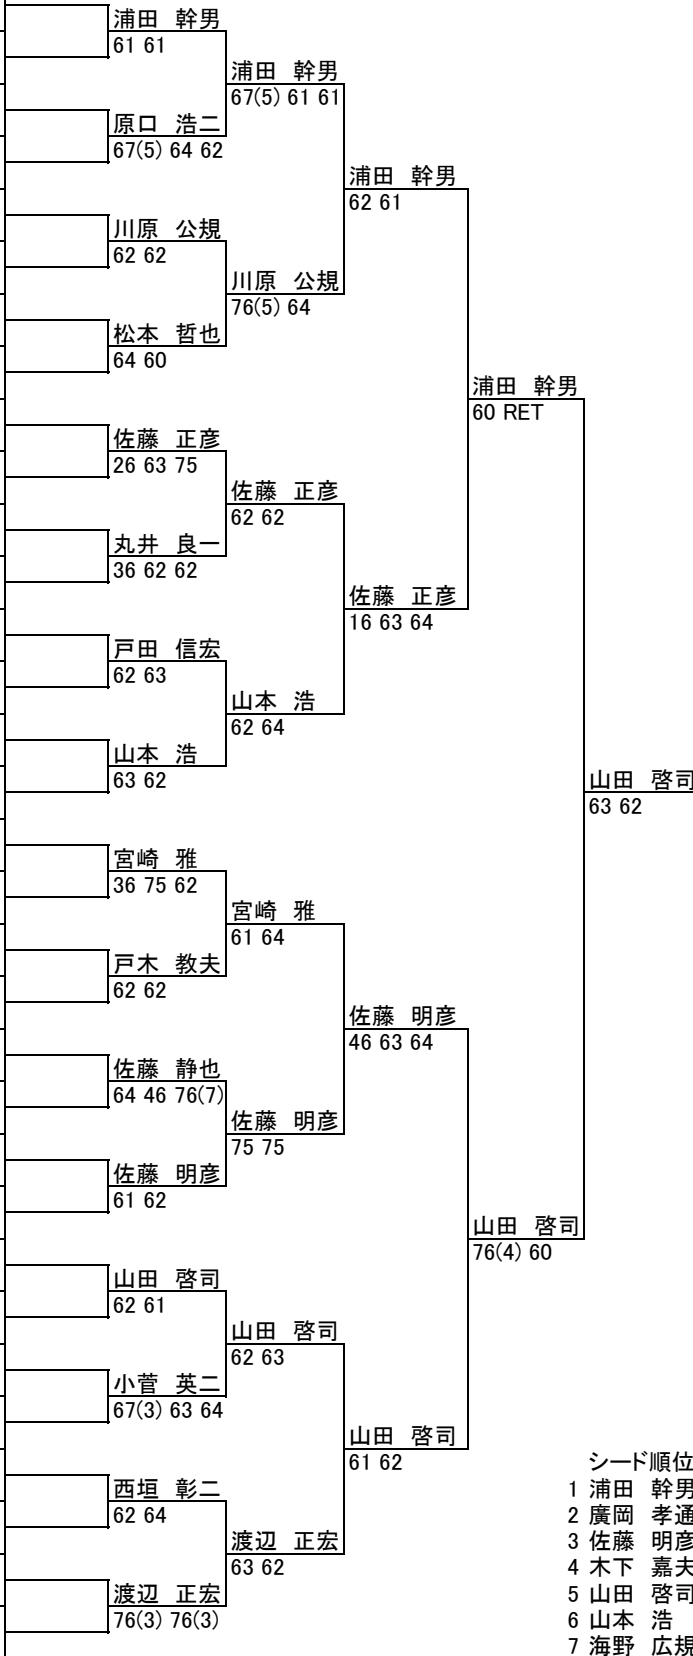 浦田　幹男
61 61
浦田　幹男
67(5) 61 61
原口　浩二
67(5) 64 62
浦田　幹男
62 61
川原　公規
62 62
川原　公規
76(5) 64
松本　哲也
64 60
浦田　幹男
60 RET
佐藤　正彦
26 63 75
佐藤　正彦
62 62
丸井　良一
36 62 62
佐藤　正彦
16 63 64
戸田　信宏
62 63
山本　浩
62 64
山本　浩
63 62
山田　啓司
63 62
宮崎　雅
36 75 62
宮崎　雅
61 64
戸木　教夫
62 62
佐藤　明彦
46 63 64
佐藤　静也
64 46 76(7)
佐藤　明彦
75 75
佐藤　明彦
61 62
山田　啓司
76(4) 60
山田　啓司
62 61
山田　啓司
62 63
小菅　英二
67(3) 63 64
山田　啓司
61 62
西垣　彰二
62 64
渡辺　正宏
63 62
渡辺　正宏
76(3) 76(3)
シード順位
1 浦田　幹男
2 廣岡　孝通
3 佐藤　明彦
4 木下　嘉夫
5 山田　啓司
6 山本　浩
7 海野　広規